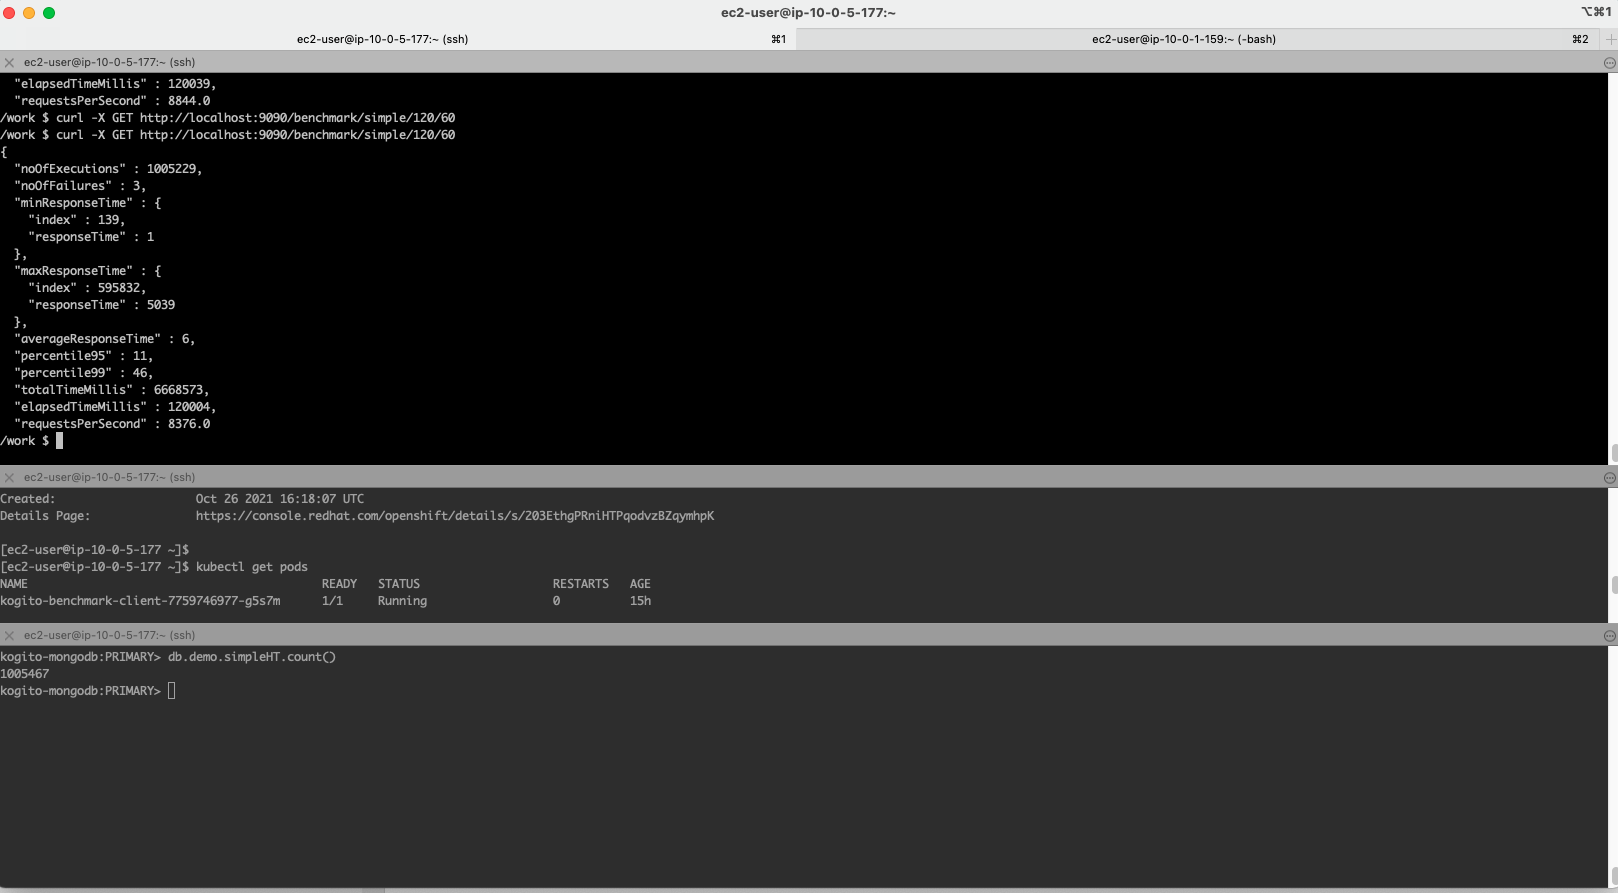 ec2-user@ip-10-0-5-177:~
⌥⌘1
ec2-user@ip-10-0-5-177:~ (ssh)
⌘1
ec2-user@ip-10-0-1-159:~ (-bash)
⌘2
ec2-user@ip-10-0-5-177:~ (ssh)
  "elapsedTimeMillis" : 120039,
  "requestsPerSecond" : 8844.0
/work $ curl -X GET http://localhost:9090/benchmark/simple/120/60
/work $ curl -X GET http://localhost:9090/benchmark/simple/120/60
{
  "noOfExecutions" : 1005229,
  "noOfFailures" : 3,
  "minResponseTime" : {
    "index" : 139,
    "responseTime" : 1
  },
  "maxResponseTime" : {
    "index" : 595832,
    "responseTime" : 5039
  },
  "averageResponseTime" : 6,
  "percentile95" : 11,
  "percentile99" : 46,
  "totalTimeMillis" : 6668573,
  "elapsedTimeMillis" : 120004,
  "requestsPerSecond" : 8376.0
/work $
ec2-user@ip-10-0-5-177:~ (ssh)
Created:                    Oct 26 2021 16:18:07 UTC
Details Page:               https://console.redhat.com/openshift/details/s/203EthgPRniHTPqodvzBZqymhpK
[ec2-user@ip-10-0-5-177 ~]$
[ec2-user@ip-10-0-5-177 ~]$ kubectl get pods
NAME                                          READY   STATUS                   RESTARTS   AGE
kogito-benchmark-client-7759746977-g5s7m      1/1     Running                  0          15h
ec2-user@ip-10-0-5-177:~ (ssh)
kogito-mongodb:PRIMARY> db.demo.simpleHT.count()
1005467
kogito-mongodb:PRIMARY>